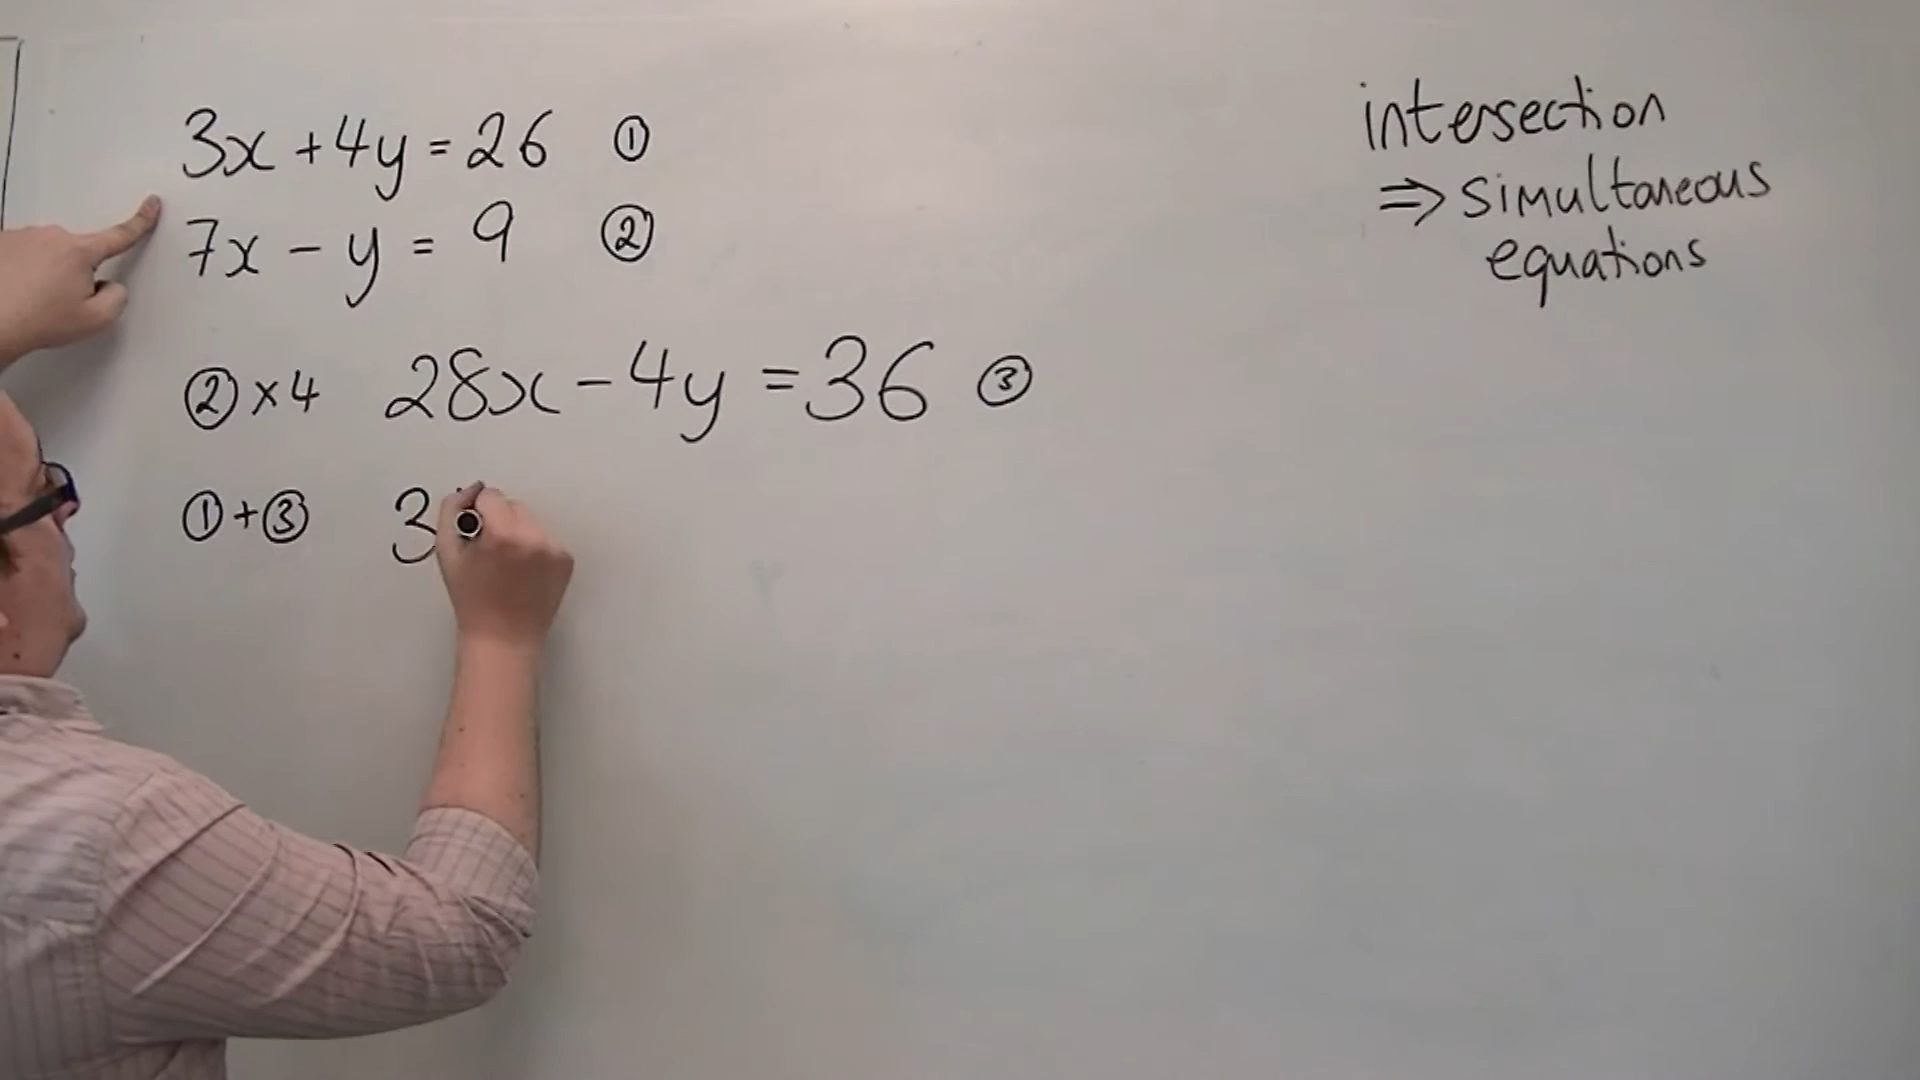 3x + 4y = 26 ①
7x - y = 9 ②
② × 4 28x - 4y = 36 ③
① + ③ 3
intersection
⇒ simultaneous
equations